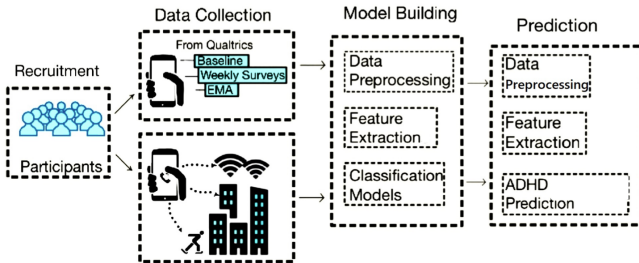 Recruitment
Participants
Data Collection
From Qualtrics
Baseline
Weekly Surveys
EMA
Model Building
Data
Preprocessing
Feature
Extraction
Classification
Models
Prediction
Data
Preprocessing
Feature
Extraction
ADHD
Prediction